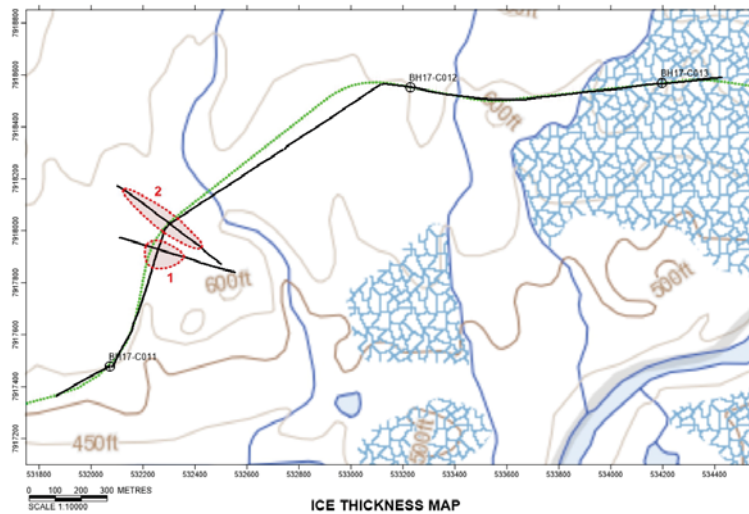 7918800
7918600
7918400
7918200
7918000
7917800
7917600
7917400
7917200
BH17-C012
BH17-C013
600ft
2
1
600ft
500ft
BH17-C011
450ft
500ft
531800 532000 532200 532400 532600 532800 533000 533200 533400 533600 533800 534000 534200 534400
0 100 200 300 METRES
SCALE 1:10000
ICE THICKNESS MAP